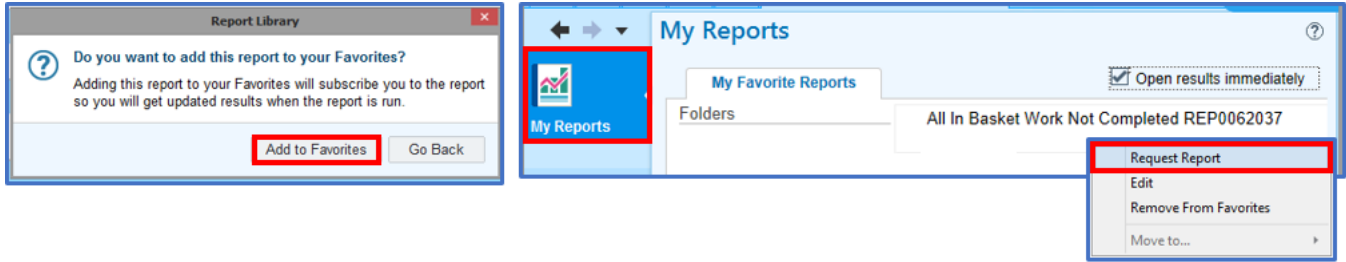 Report Library
Do you want to add this report to your Favorites?
Adding this report to your Favorites will subscribe you to the report
so you will get updated results when the report is run.
Add to Favorites
Go Back
My Reports
My Reports
My Favorite Reports
Open results immediately
Folders
All In Basket Work Not Completed REP0062037
Request Report
Edit
Remove From Favorites
Move to...